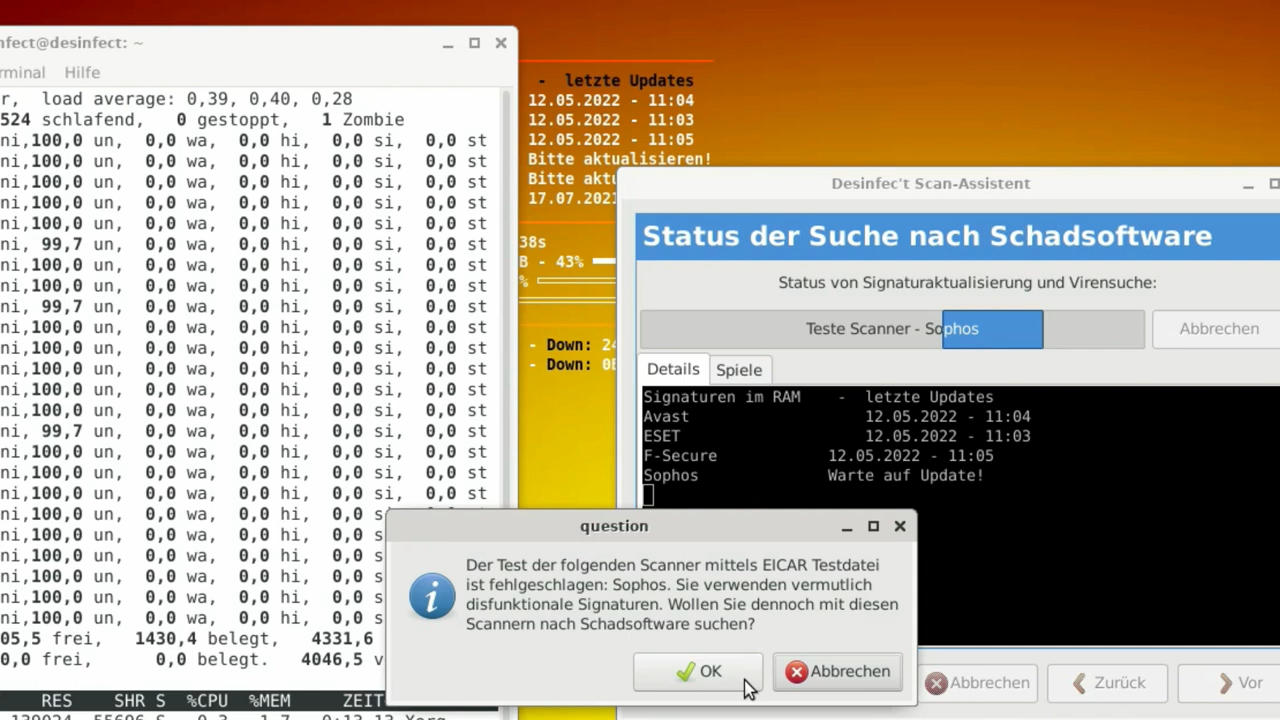 nfect@desinfect: ~
rminal Hilfe
r, load average: 0,39, 0,40, 0,28
524 schlafend, 0 gestoppt, 1 Zombie
ni,100,0 un, 0,0 wa, 0,0 hi, 0,0 si, 0,0 st
ni,100,0 un, 0,0 wa, 0,0 hi, 0,0 si, 0,0 st
ni,100,0 un, 0,0 wa, 0,0 hi, 0,0 si, 0,0 st
ni,100,0 un, 0,0 wa, 0,0 hi, 0,0 si, 0,0 st
ni,100,0 un, 0,0 wa, 0,0 hi, 0,0 si, 0,0 st
ni, 99,7 un, 0,0 wa, 0,0 hi, 0,0 si, 0,0 st
ni,100,0 un, 0,0 wa, 0,0 hi, 0,0 si, 0,0 st
ni,100,0 un, 0,0 wa, 0,0 hi, 0,0 si, 0,0 st
ni, 99,7 un, 0,0 wa, 0,0 hi, 0,0 si, 0,0 st
ni,100,0 un, 0,0 wa, 0,0 hi, 0,0 si, 0,0 st
ni,100,0 un, 0,0 wa, 0,0 hi, 0,0 si, 0,0 st
ni,100,0 un, 0,0 wa, 0,0 hi, 0,0 si, 0,0 st
ni,100,0 un, 0,0 wa, 0,0 hi, 0,0 si, 0,0 st
ni,100,0 un, 0,0 wa, 0,0 hi, 0,0 si, 0,0 st
ni, 99,7 un, 0,0 wa, 0,0 hi, 0,0 si, 0,0 st
ni,100,0 un, 0,0 wa, 0,0 hi, 0,0 si, 0,0 st
ni,100,0 un, 0,0 wa, 0,0 hi, 0,0 si, 0,0 st
ni,100,0 un, 0,0 wa, 0,0 hi, 0,0 si, 0,0 st
ni,100,0 un, 0,0 wa, 0,0 hi, 0,0 s
ni,100,0 un, 0,0 wa, 0,0 hi, 0,0 s
ni,100,0 un, 0,0 wa, 0,0 hi, 0,0 s
ni,100,0 un, 0,0 wa, 0,0 hi, 0,0 s
ni,100,0 un, 0,0 wa, 0,0 hi, 0,0 s
ni,100,0 un, 0,0 wa, 0,0 hi, 0,0 s
05,5 frei, 1430,4 belegt, 4331,6
0,0 frei, 0,0 belegt. 4046,5 v
RES SHR S %CPU %MEM ZEIT
139024 55696 S 0,3 1,7 0:13.13 Xorg
- letzte Updates
12.05.2022 - 11:04
12.05.2022 - 11:03
12.05.2022 - 11:05
Bitte aktualisieren!
Bitte aktu
17.07.2021
38s
B - 43%
%
- Down: 24
- Down: 0B
Desinfec't Scan-Assistent
Status der Suche nach Schadsoftware
Status von Signaturaktualisierung und Virensuche:
Teste Scanner - Sophos
Abbrechen
Details Spiele
Signaturen im RAM - letzte Updates
Avast 12.05.2022 - 11:04
ESET 12.05.2022 - 11:03
F-Secure 12.05.2022 - 11:05
Sophos Warte auf Update!
question
Der Test der folgenden Scanner mittels EICAR Testdatei
ist fehlgeschlagen: Sophos. Sie verwenden vermutlich
disfunktionale Signaturen. Wollen Sie dennoch mit diesen
Scannern nach Schadsoftware suchen?
OK Abbrechen
Abbrechen Zurück Vor